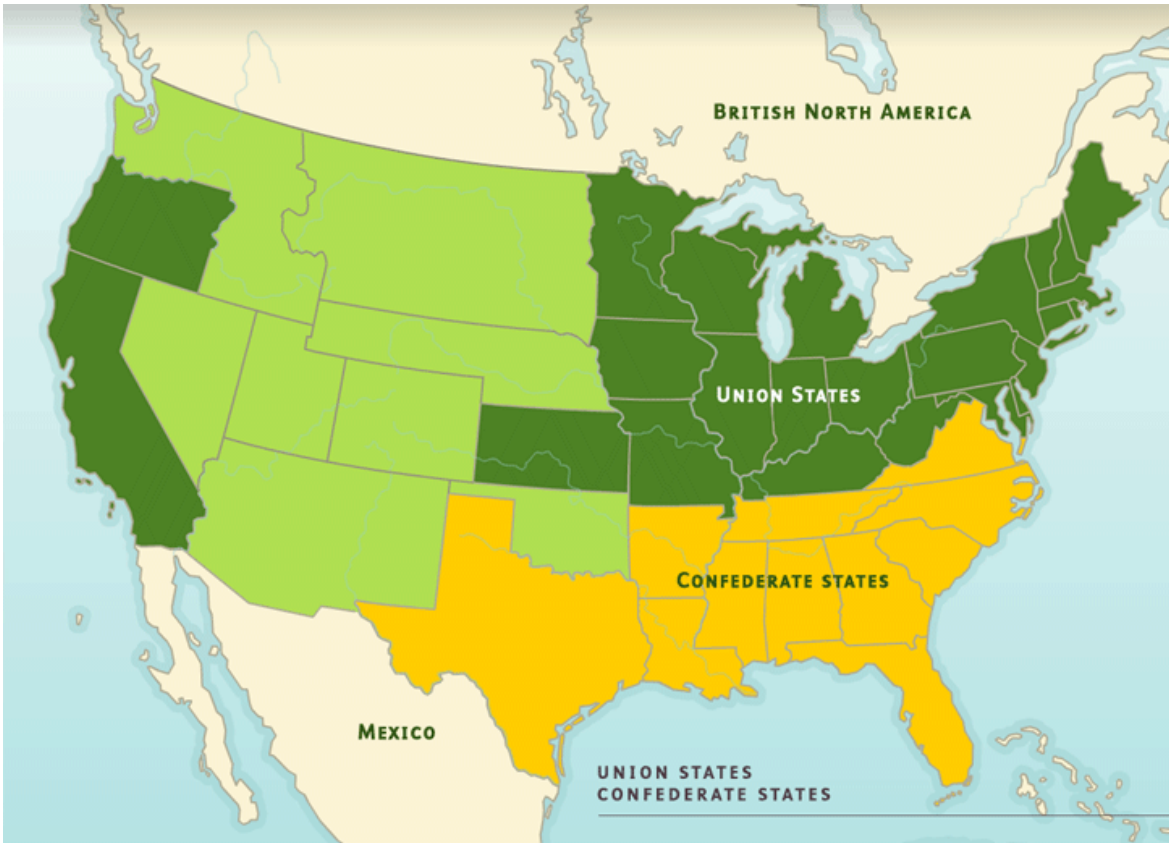 BRITISH NORTH AMERICA
UNION STATES
CONFEDERATE STATES
MEXICO
UNION STATES
CONFEDERATE STATES